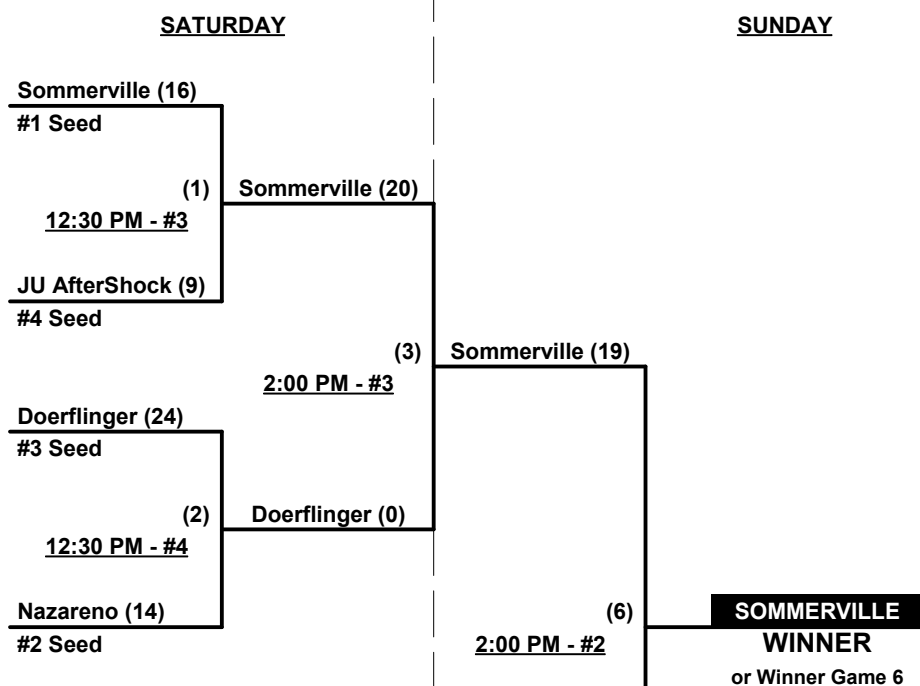 SATURDAY
SUNDAY
Sommerville (16)
#1 Seed
(1)
12:30 PM - #3
Sommerville (20)
JU AfterShock (9)
#4 Seed
(3)
2:00 PM - #3
Sommerville (19)
Doerflinger (24)
#3 Seed
(2)
12:30 PM - #4
Doerflinger (0)
Nazareno (14)
#2 Seed
(6)
2:00 PM - #2
SOMMERVILLE
WINNER
or Winner Game 6